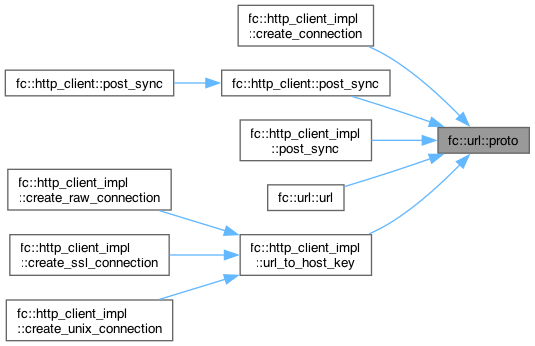 fc::http_client_impl
::create_connection
fc::http_client::post_sync
fc::http_client::post_sync
fc::http_client_impl
::post_sync
fc::url::proto
fc::http_client_impl
::create_raw_connection
fc::url::url
fc::http_client_impl
::create_ssl_connection
fc::http_client_impl
::url_to_host_key
fc::http_client_impl
::create_unix_connection